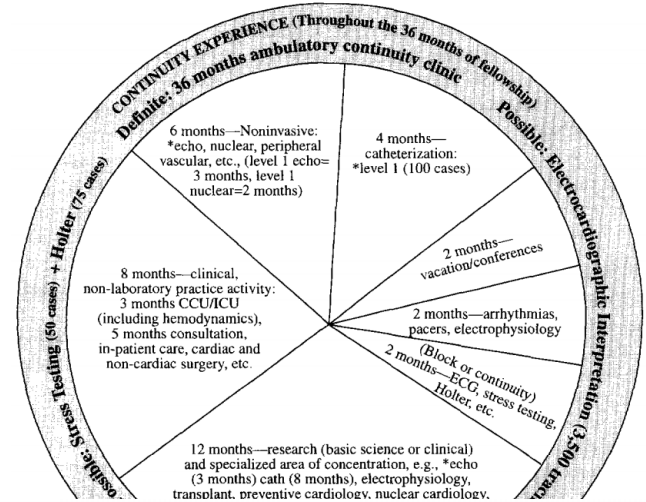 CONTINUITY EXPERIENCE (Throughout the 36 months of fellowship)
Definite: 36 months ambulatory continuity clinic
Possible: Electrocardiographic Interpretation (3,500
Stress Testing (50 cases) + Holter (75 cases)
6 months—Noninvasive:
*echo, nuclear, peripheral
vascular, etc., (level 1 echo=
3 months, level 1
nuclear=2 months)
4 months—
catheterization:
*level 1 (100 cases)
2 months—
vacation/conferences
2 months—arrhythmias,
pacers, electrophysiology
(Block or continuity)
2 months—ECG, stress testing,
Holter, etc.
8 months—clinical,
non-laboratory practice activity:
3 months CCU/ICU
(including hemodynamics),
5 months consultation,
in-patient care, cardiac and
non-cardiac surgery, etc.
12 months—research (basic science or clinical)
and specialized area of concentration, e.g., *echo
(3 months) cath (8 months), electrophysiology,
transplant, preventive cardiology, nuclear cardiology,